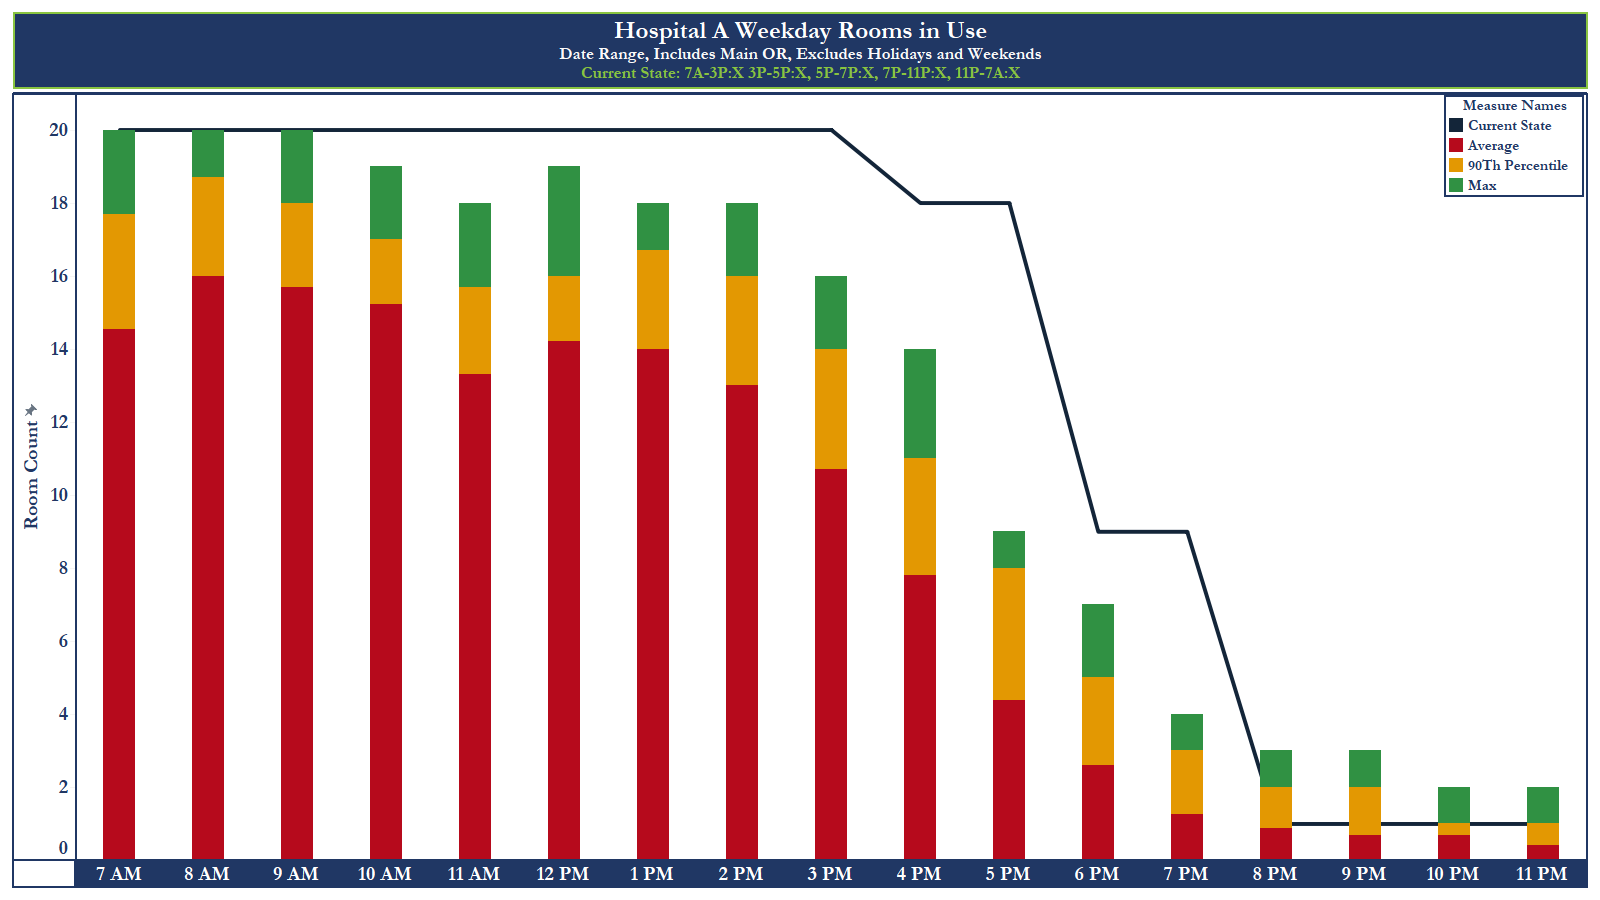 Hospital A Weekday Rooms in Use
Date Range, Includes Main OR, Excludes Holidays and Weekends
Current State: 7A-3P:X 3P-5P:X, 5P-7P:X, 7P-11P:X, 11P-7A:X
Measure Names
Current State
Average
90Th Percentile
Max
Room Count
20
18
16
14
12
10
8
6
4
2
0
7 AM 8 AM 9 AM 10 AM 11 AM 12 PM 1 PM 2 PM 3 PM 4 PM 5 PM 6 PM 7 PM 8 PM 9 PM 10 PM 11 PM